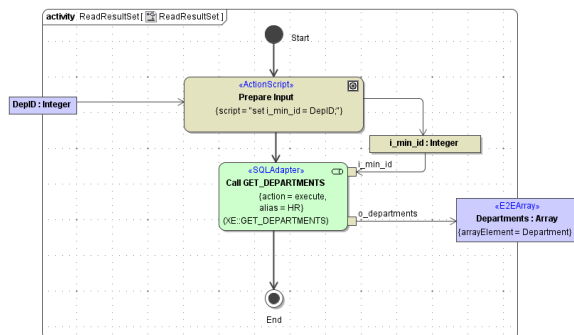 activity ReadResultSet [ ReadResultSet ]
Start
«ActionScript»
Prepare Input
{script = "set i_min_id = DepID;"}
DepID : Integer
i_min_id : Integer
i_min_id
«SQLAdapter»
Call GET_DEPARTMENTS
{action = execute,
alias = HR}
(XE::GET_DEPARTMENTS)
o_departments
«E2EArray»
Departments : Array
{arrayElement = Department}
End